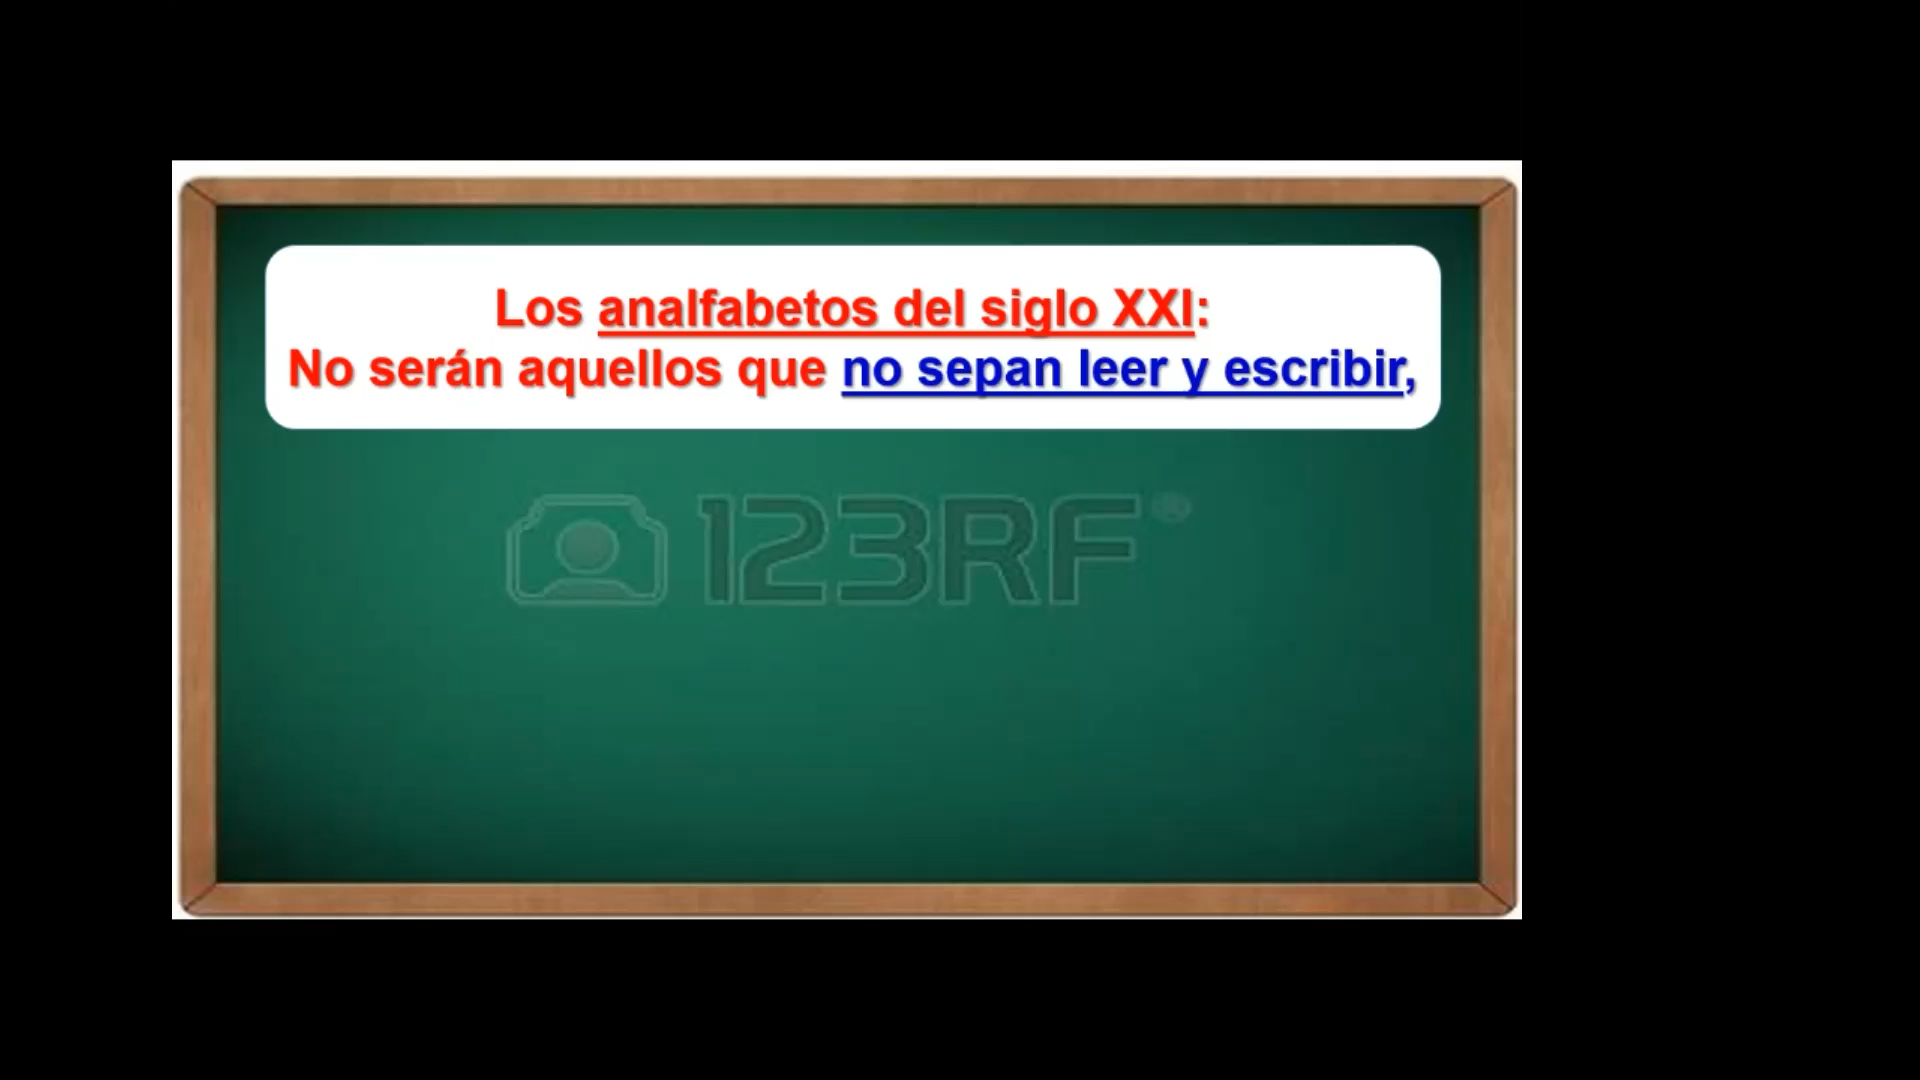 Los analfabetos del siglo XXI:
No serán aquellos que no sepan leer y escribir,
123RF®